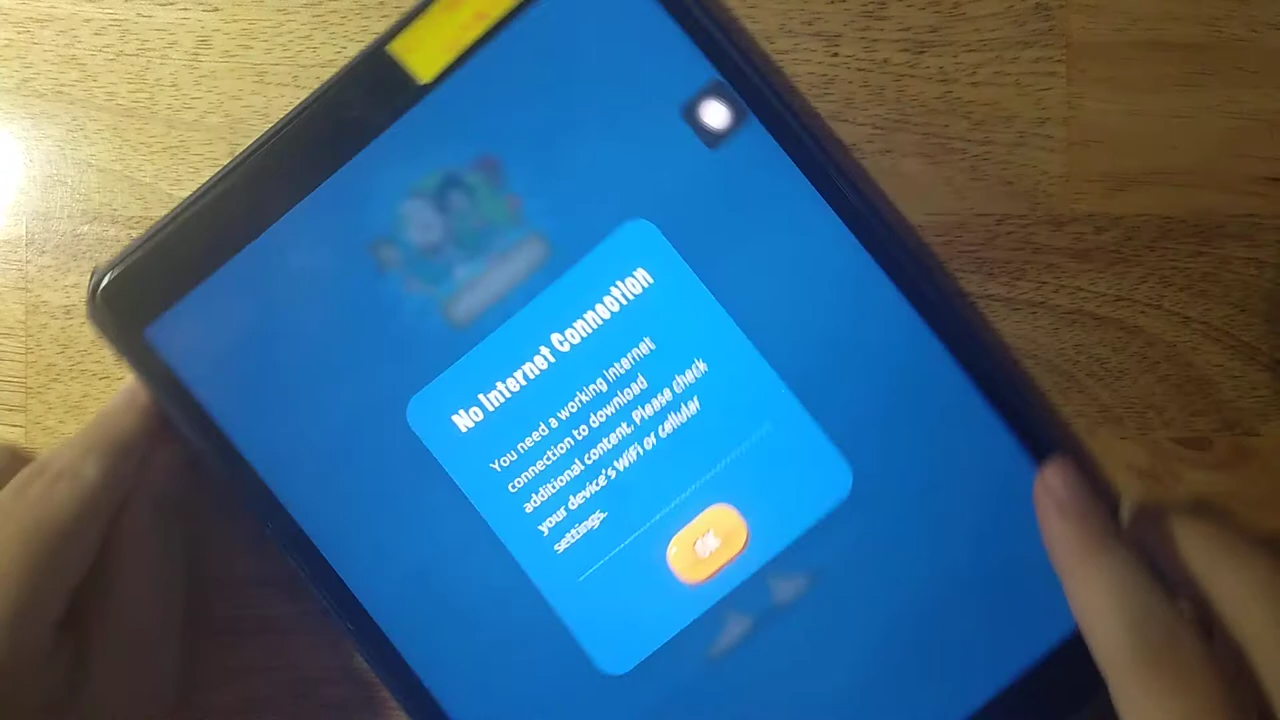 No Internet Connection
You need a working Internet
connection to download
additional content. Please check
your device's WiFi or cellular
settings.
OK